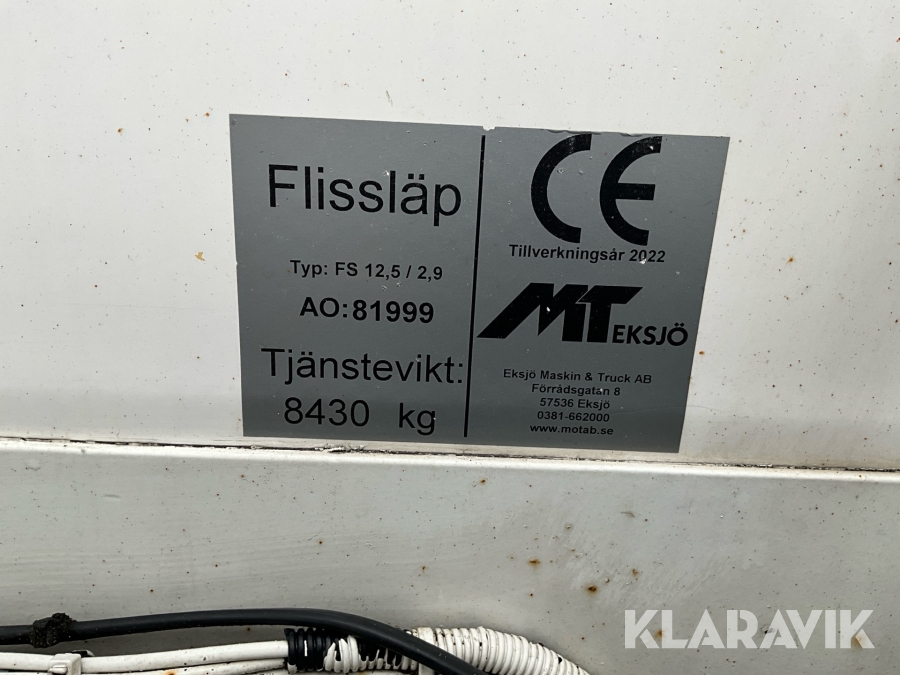 KLARAVIK
Flissläp
Typ: FS 12,5 / 2,9
AO:81999
Tjänstevikt:
8430 kg
CE
Tillverkningsår 2022
MT EKSJÖ
Eksjö Maskin & Truck AB
Förrådsgatan 8
57536 Eksjö
0381-662000
www.motab.se
KLARAVIK